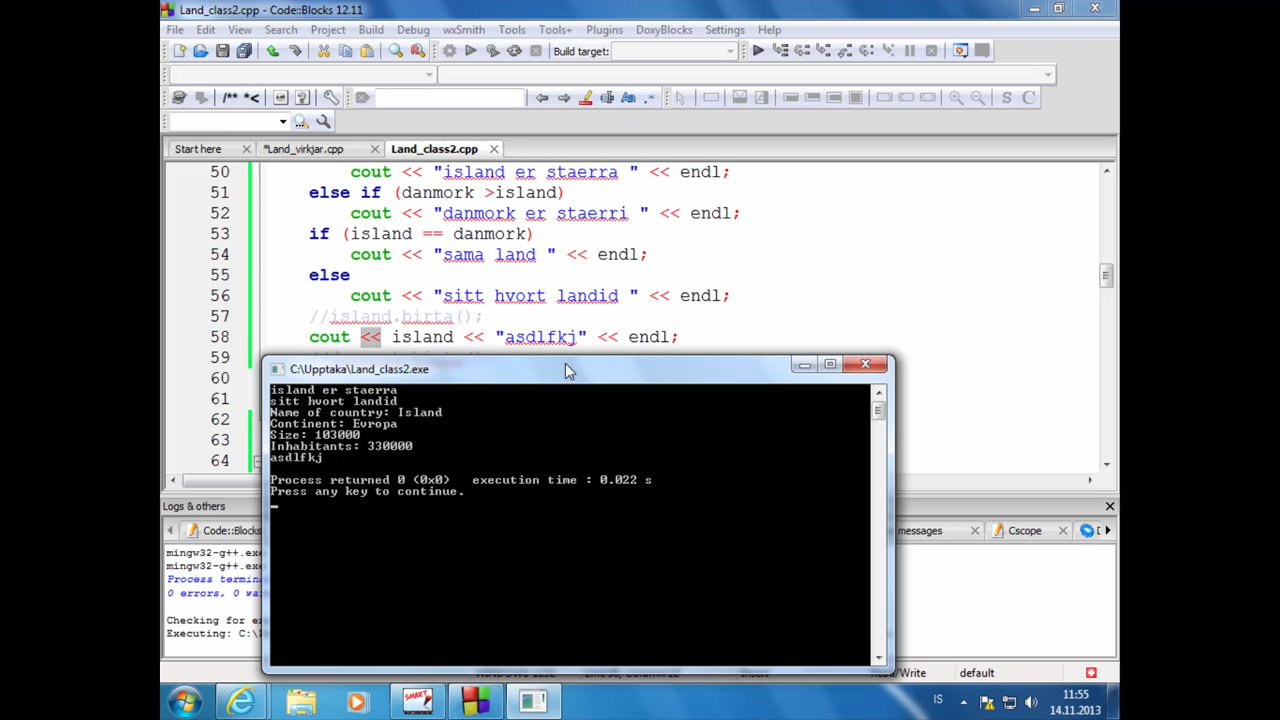 Land_class2.cpp - Code::Blocks 12.11
File Edit View Search Project Build Debug wxSmith Tools Tools+ Plugins DoxyBlocks Settings Help
Build target:
/** *<
Aa .*
S C
Start here *Land_virkjar.cpp Land_class2.cpp
50 cout << "island er staerra " << endl;
51 else if (danmork >island)
52 cout << "danmork er staerri " << endl;
53 if (island == danmork)
54 cout << "sama land " << endl;
55 else
56 cout << "sitt hvort landid " << endl;
57 //island.birta();
58 cout << island << "asdlfkj" << endl;
59
60
61
62
63
64
C:\Upptaka\Land_class2.exe
island er staerra
sitt hvort landid
Name of country: Island
Continent: Evropa
Size: 103000
Inhabitants: 330000
asdlfkj
Process returned 0 (0x0) execution time : 0.022 s
Press any key to continue.
Logs & others
Code::Blocks messages Cscope D
mingw32-g++.exe
mingw32-g++.exe
Process termin
0 errors, 0 wa
Checking for ex
Executing: C:\
Read/Write default
SMART
IS 11:55
14.11.2013